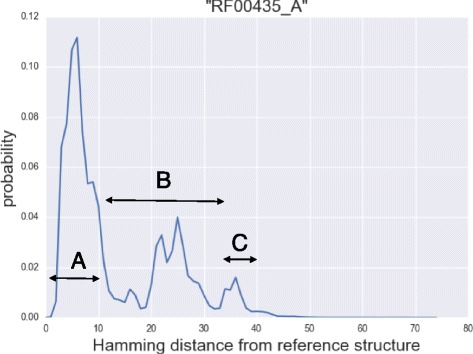 "RF00435_A"
0.12
0.10
0.08
0.06
0.04
0.02
0.00
probability
A
B
C
0 10 20 30 40 50 60 70 80
Hamming distance from reference structure